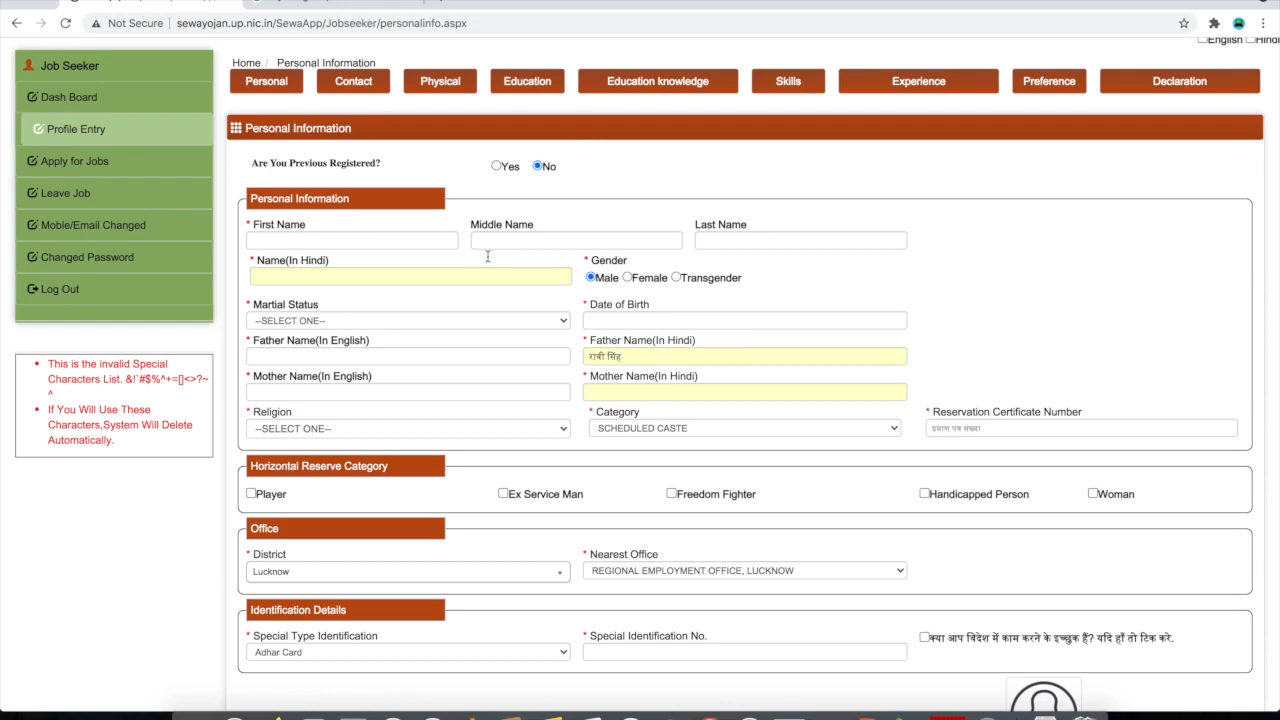 Not Secure sewayojan.up.nic.in/SewaApp/Jobseeker/personalinfo.aspx
English Hindi
Job Seeker
Dash Board
Profile Entry
Apply for Jobs
Leave Job
Moble/Email Changed
Changed Password
Log Out
This is the invalid Special
Characters List. &!`#$%^+=[]<>?~
^
If You Will Use These
Characters,System Will Delete
Automatically.
Home / Personal Information
Personal Contact Physical Education Education knowledge Skills Experience Preference Declaration
Personal Information
Are You Previous Registered? Yes No
Personal Information
* First Name Middle Name Last Name
* Name(In Hindi) * Gender
Male Female Transgender
* Martial Status * Date of Birth
--SELECT ONE--
* Father Name(In English) * Father Name(In Hindi)
रावी सिंह
* Mother Name(In English) * Mother Name(In Hindi)
* Religion * Category * Reservation Certificate Number
--SELECT ONE-- SCHEDULED CASTE प्रमाण पत्र संख्या
Horizontal Reserve Category
Player Ex Service Man Freedom Fighter Handicapped Person Woman
Office
* District * Nearest Office
Lucknow REGIONAL EMPLOYMENT OFFICE, LUCKNOW
Identification Details
* Special Type Identification * Special Identification No. क्या आप विदेश में काम करने के इच्छुक हैं? यदि हाँ तो टिक करे.
Adhar Card